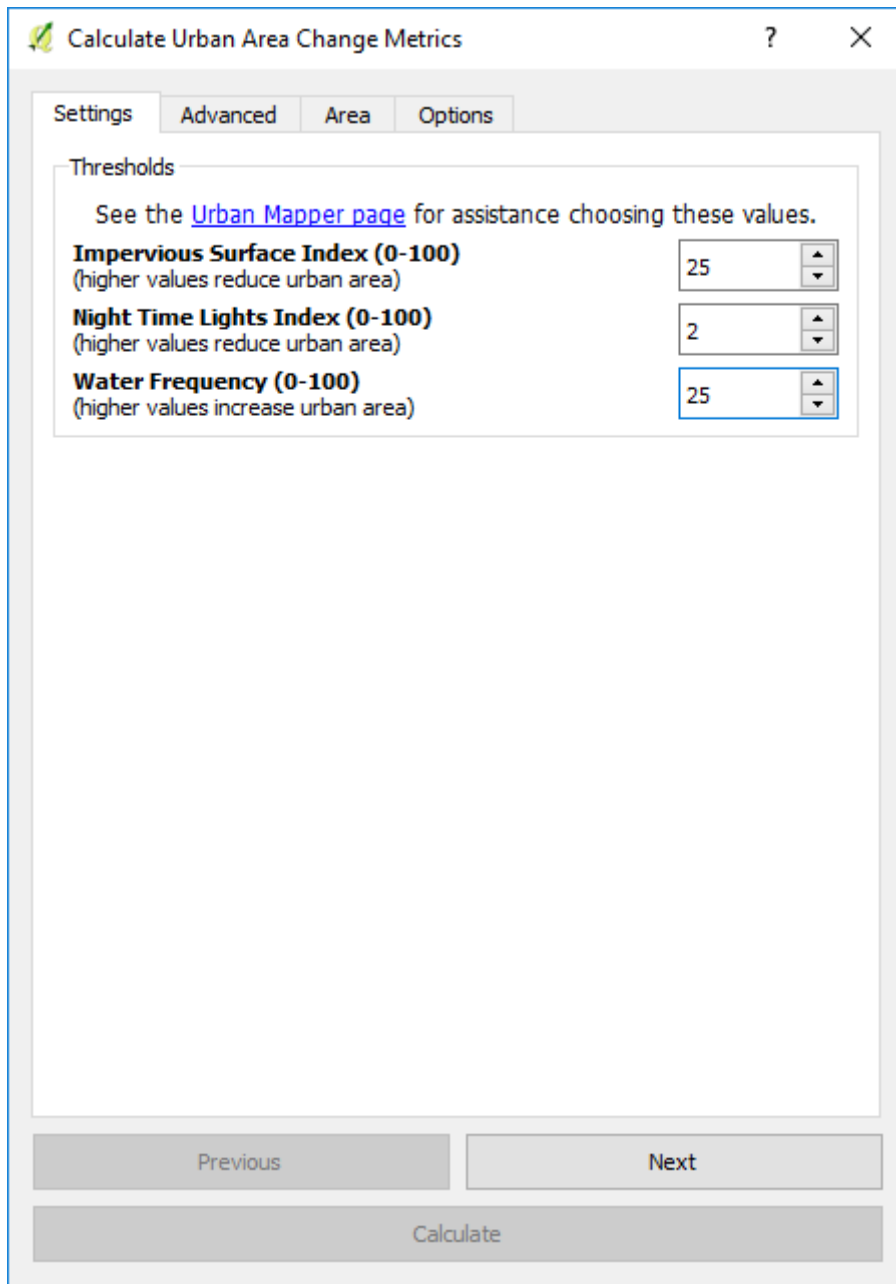 Calculate Urban Area Change Metrics ?
Settings Advanced Area Options
Thresholds
See the Urban Mapper page for assistance choosing these values.
Impervious Surface Index (0-100)
(higher values reduce urban area)
25
Night Time Lights Index (0-100)
(higher values reduce urban area)
2
Water Frequency (0-100)
(higher values increase urban area)
25
Previous Next
Calculate